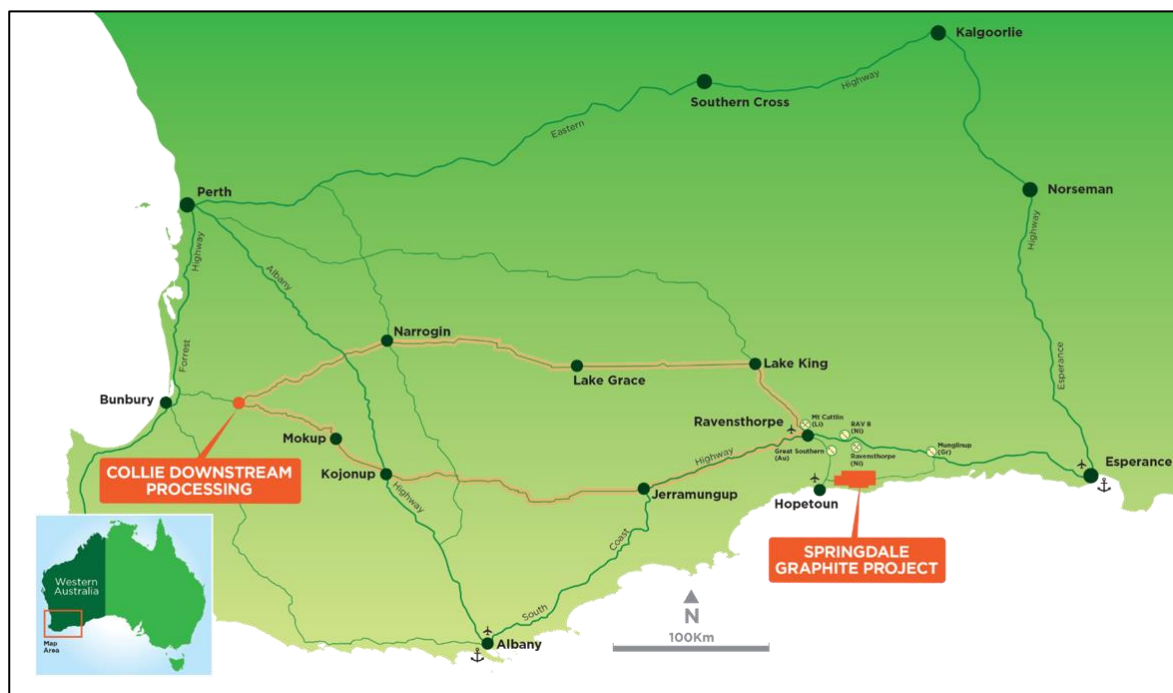 Kalgoorlie
Highway
Southern Cross
Eastern
Perth
Norseman
Highway
Highway
Albany
Narrogin
Forrest
Lake King
Lake Grace
Esperance
Bunbury
Mt Cattlin
(Li)
RAV 8
(Ni)
Ravensthorpe
Mokup
Great Southern
(Au)
Ravensthorpe
(Ni)
Munglinup
(Gr)
COLLIE DOWNSTREAM
PROCESSING
Kojonup
Highway
Esperance
Highway
Jerramungup
Hopetoun
Coast
SPRINGDALE
GRAPHITE PROJECT
Western
Australia
South
N
100Km
Map
Area
Albany